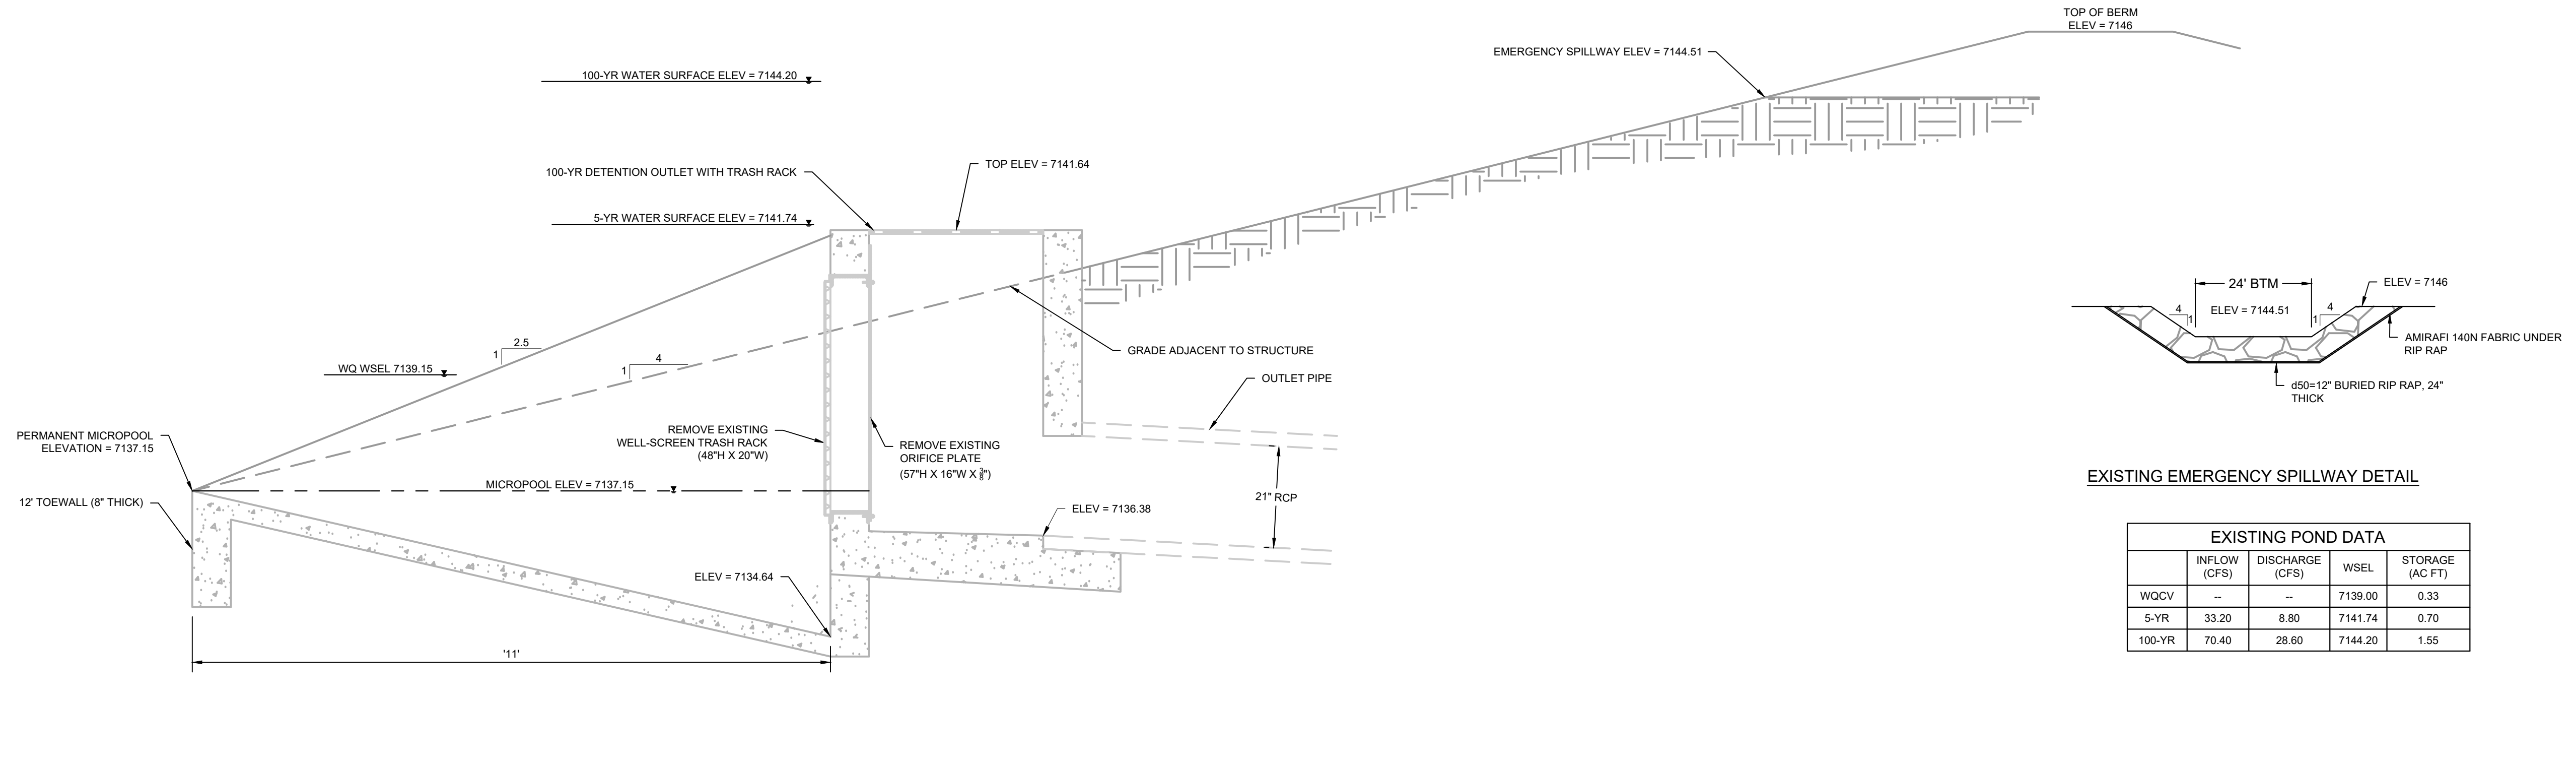 TOP OF BERM
ELEV = 7146
EMERGENCY SPILLWAY ELEV = 7144.51
100-YR WATER SURFACE ELEV = 7144.20
TOP ELEV = 7141.64
100-YR DETENTION OUTLET WITH TRASH RACK
5-YR WATER SURFACE ELEV = 7141.74
2.5
1
WQ WSEL 7139.15
4
1
GRADE ADJACENT TO STRUCTURE
OUTLET PIPE
PERMANENT MICROPOOL
ELEVATION = 7137.15
REMOVE EXISTING
WELL-SCREEN TRASH RACK
(48"H X 20"W)
REMOVE EXISTING
ORIFICE PLATE
(57"H X 16"W X 3/8")
MICROPOOL ELEV = 7137.15
12' TOEWALL (8" THICK)
21" RCP
ELEV = 7136.38
ELEV = 7134.64
'11'
24' BTM
ELEV = 7146
ELEV = 7144.51
4
1
4
1
AMIRAFI 140N FABRIC UNDER
RIP RAP
d50=12" BURIED RIP RAP, 24"
THICK
EXISTING EMERGENCY SPILLWAY DETAIL
EXISTING POND DATA
INFLOW (CFS) DISCHARGE (CFS) WSEL STORAGE (AC FT)
WQCV -- -- 7139.00 0.33
5-YR 33.20 8.80 7141.74 0.70
100-YR 70.40 28.60 7144.20 1.55